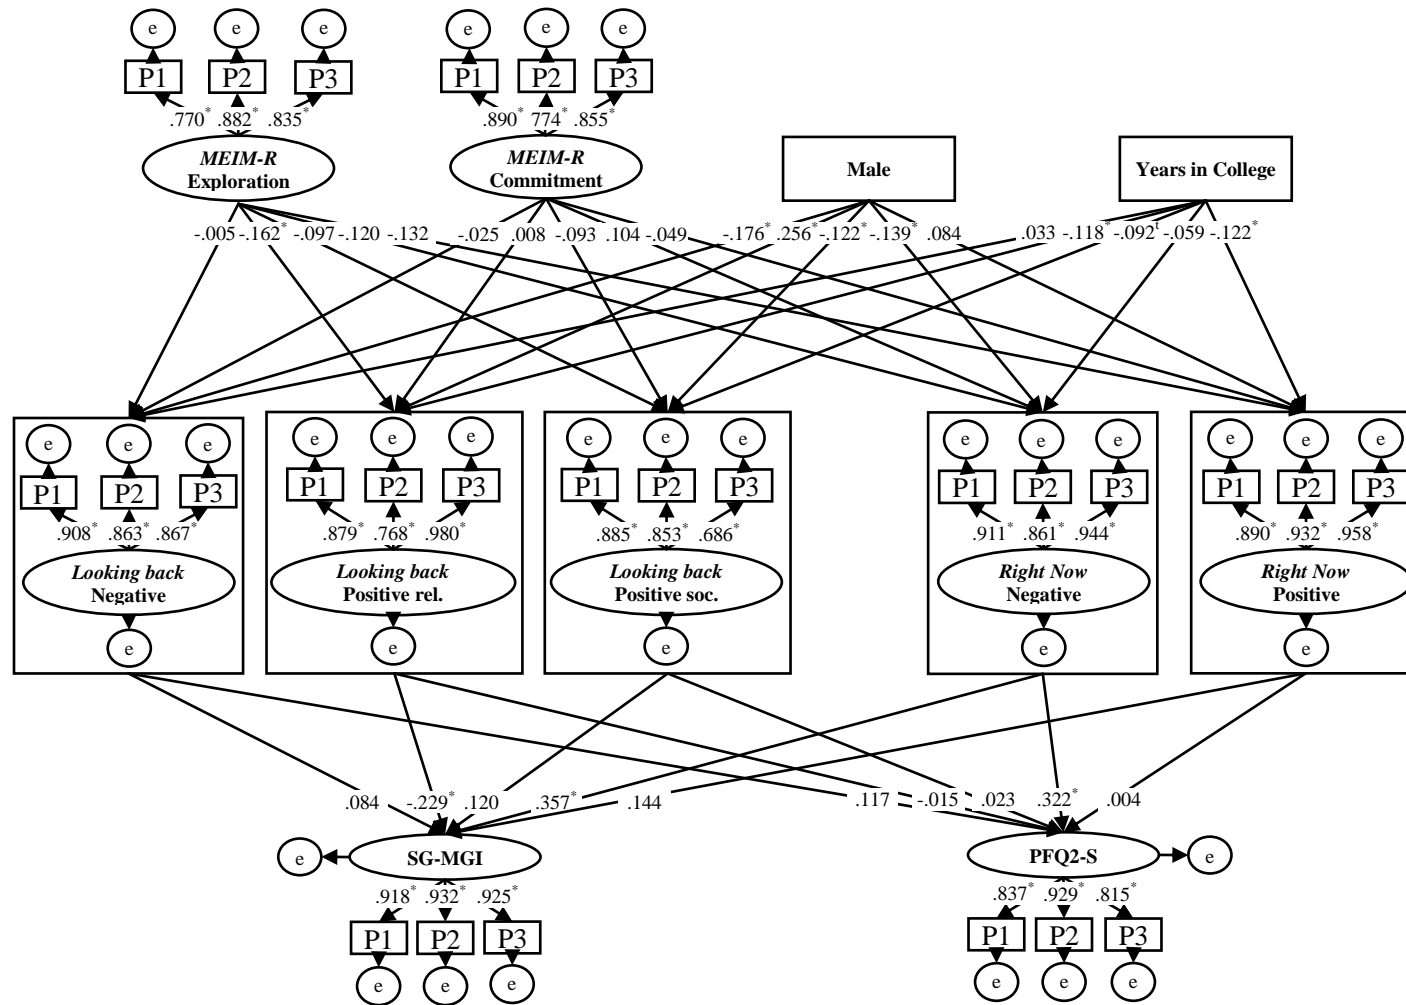 e e e e e e
P1 P2 P3 P1 P2 P3
.770* .882* .835* .890* 774* .855*
MEIM-R MEIM-R
Exploration Commitment Male Years in College
-.005 -.162* -.097 -.120 -.132 -.025 .008 -.093 .104 -.049 -.176* .256* -.122* -.139* .084 .033 -.118* -.092t -.059 -.122*
e e e e e e e e e e e e e e e
P1 P2 P3 P1 P2 P3 P1 P2 P3 P1 P2 P3 P1 P2 P3
.908* .863* .867* .879* .768* .980* .885* .853* .686* .911* .861* .944* .890* .932* .958*
Looking back Looking back Looking back Right Now Right Now
Negative Positive rel. Positive soc. Negative Positive
e e e e e
.084 -.229* .120 .357* .144 .117 -.015 .023 .322* .004
e SG-MGI PFQ2-S e
.918* .932* .925* .837* .929* .815*
P1 P2 P3 P1 P2 P3
e e e e e e